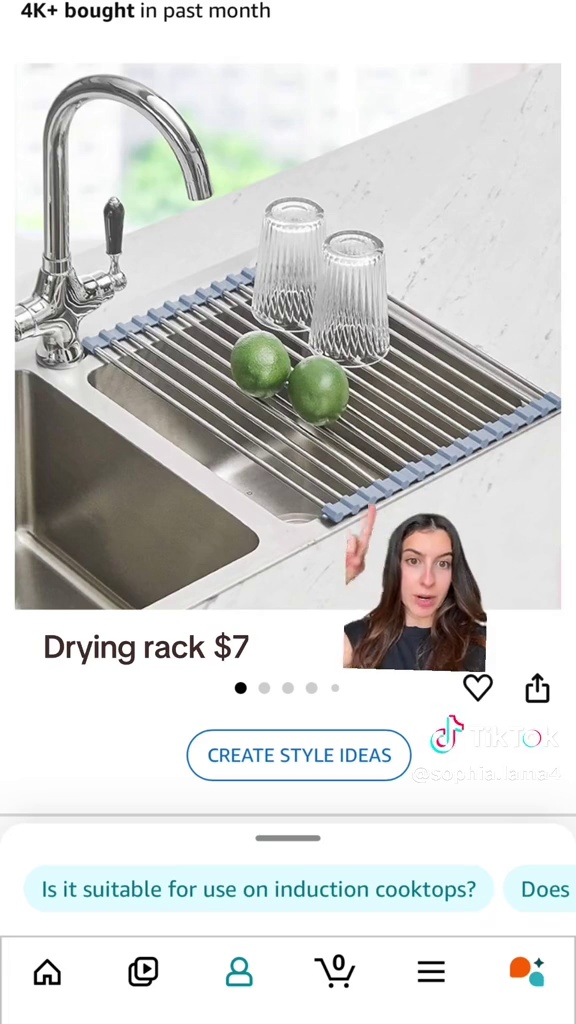 4K+ bought in past month
Drying rack $7
CREATE STYLE IDEAS
TikTok
@sophia.lama4
Is it suitable for use on induction cooktops?
Does
0